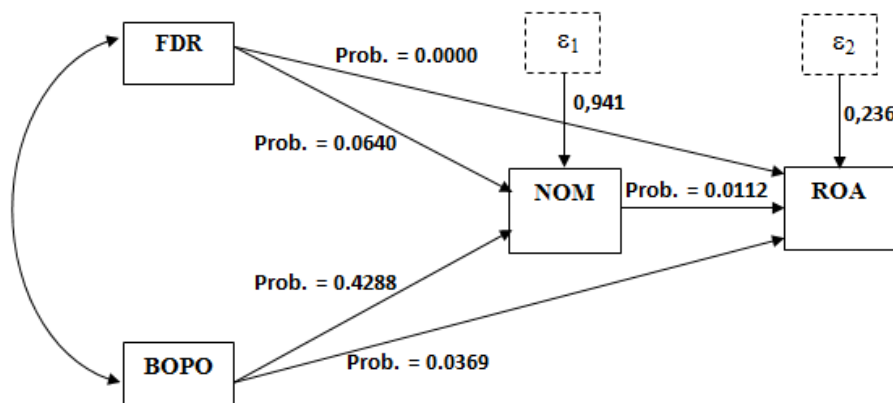 FDR
Prob. = 0.0000
ε1
ε2
0,941
0,236
Prob. = 0.0640
NOM
Prob. = 0.0112
ROA
Prob. = 0.4288
BOPO
Prob. = 0.0369